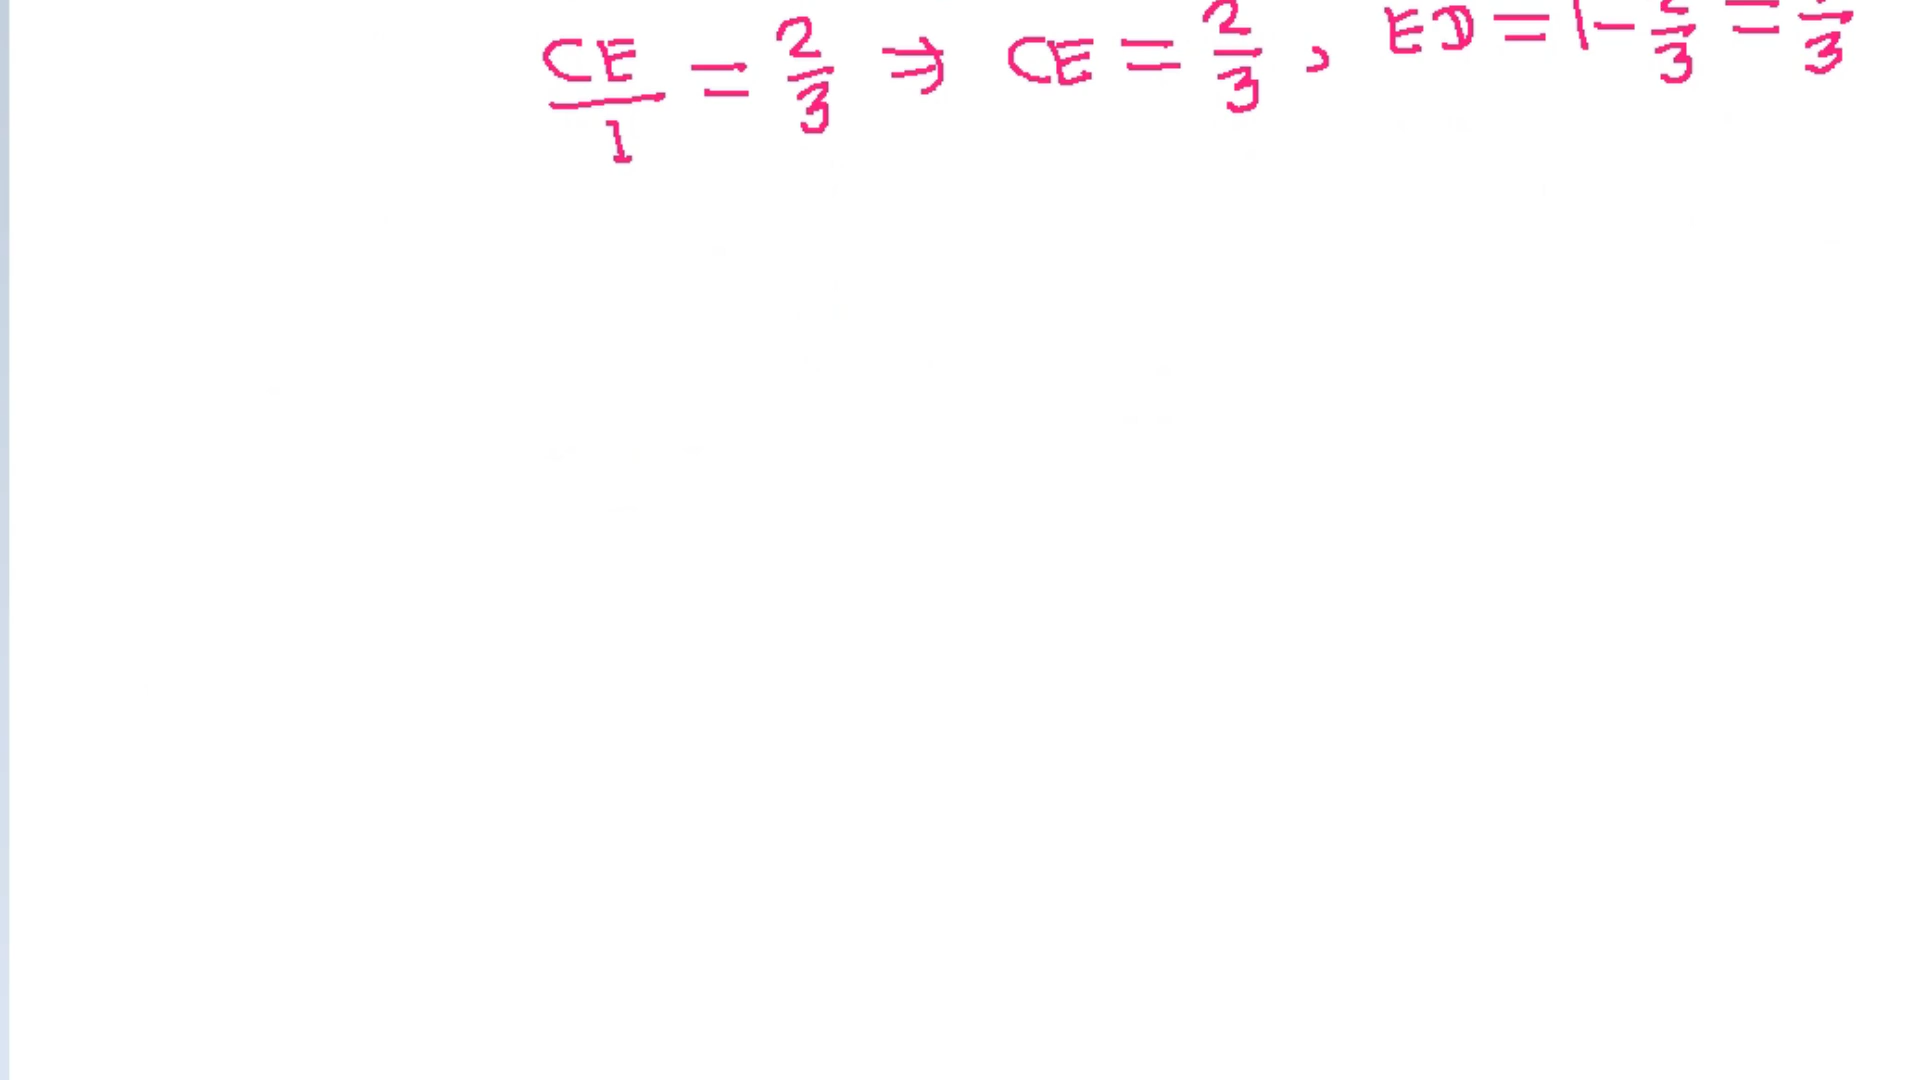 CE/1 = 2/3 ⇒ CE = 2/3 , ED = 1 - 2/3 = /3